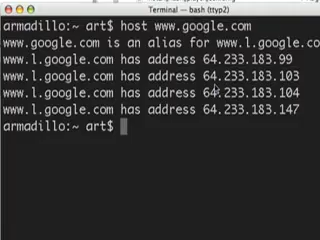 Terminal — bash (ttyp2)
armadillo:~ art$ host www.google.com
www.google.com is an alias for www.l.google.co
www.l.google.com has address 64.233.183.99
www.l.google.com has address 64.233.183.103
www.l.google.com has address 64.233.183.104
www.l.google.com has address 64.233.183.147
armadillo:~ art$